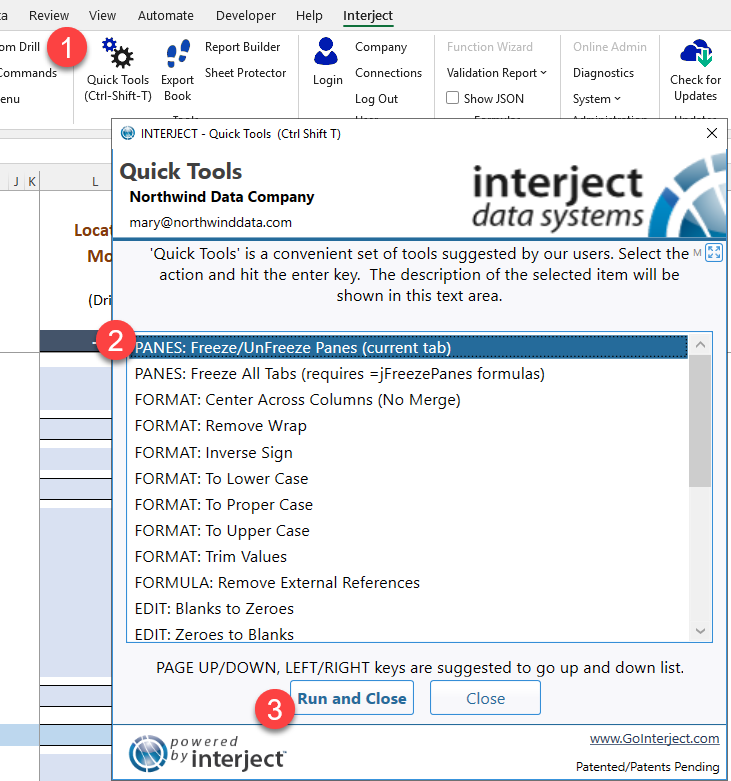 Review View Automate Developer Help Interject
om Drill
ommands
enu
1
Quick Tools
(Ctrl-Shift-T)
Export
Book
Report Builder
Sheet Protector
Login
Company
Connections
Log Out
Function Wizard
Validation Report
Show JSON
Online Admin
Diagnostics
System
Check for
Updates
INTERJECT - Quick Tools (Ctrl Shift T)
Quick Tools
Northwind Data Company
mary@northwinddata.com
interject
data systems
J K L
Locat
Mo
(Dri
'Quick Tools' is a convenient set of tools suggested by our users. Select the M
action and hit the enter key. The description of the selected item will be
shown in this text area.
2
PANES: Freeze/UnFreeze Panes (current tab)
PANES: Freeze All Tabs (requires =jFreezePanes formulas)
FORMAT: Center Across Columns (No Merge)
FORMAT: Remove Wrap
FORMAT: Inverse Sign
FORMAT: To Lower Case
FORMAT: To Proper Case
FORMAT: To Upper Case
FORMAT: Trim Values
FORMULA: Remove External References
EDIT: Blanks to Zeroes
EDIT: Zeroes to Blanks
PAGE UP/DOWN, LEFT/RIGHT keys are suggested to go up and down list.
3
Run and Close
Close
powered
by interject™
www.GoInterject.com
Patented/Patents Pending